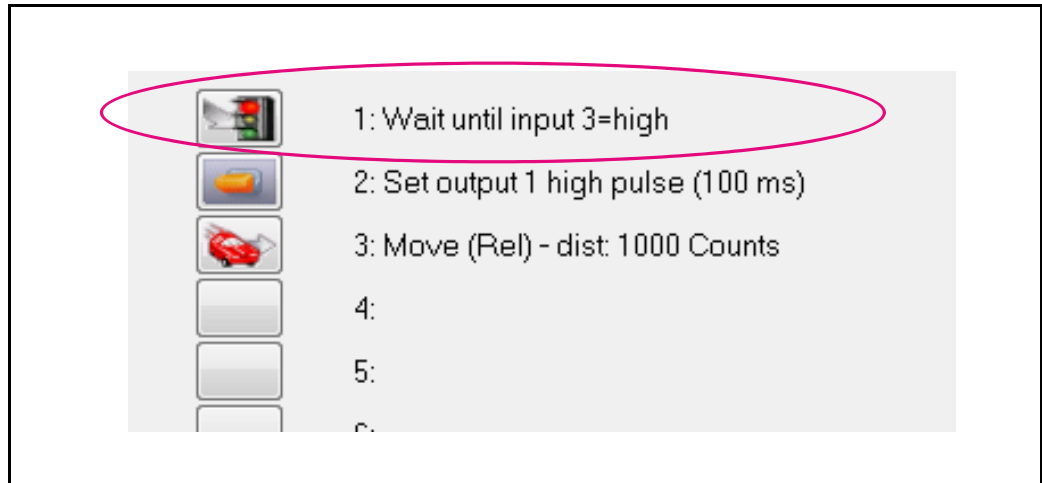 1: Wait until input 3=high
2: Set output 1 high pulse (100 ms)
3: Move (Rel) - dist: 1000 Counts
4:
5: